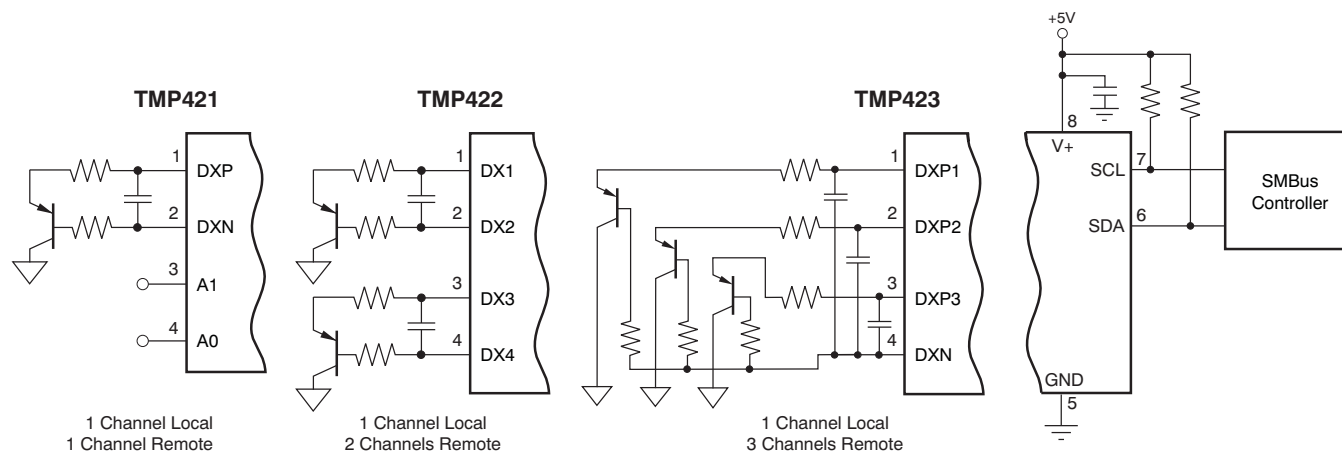 TMP421
1
DXP
2
DXN
3
A1
4
A0
1 Channel Local
1 Channel Remote
TMP422
1
DX1
2
DX2
3
DX3
4
DX4
1 Channel Local
2 Channels Remote
TMP423
1
DXP1
2
DXP2
3
DXP3
4
DXN
1 Channel Local
3 Channels Remote
+5V
8
V+
7
SCL
6
SDA
GND
5
SMBus
Controller